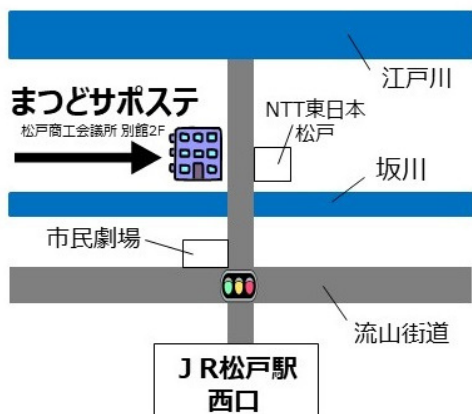 江戸川
まつどサポステ
松戸商工会議所 別館2F
NTT東日本
松戸
坂川
市民劇場
流山街道
JR松戸駅
西口